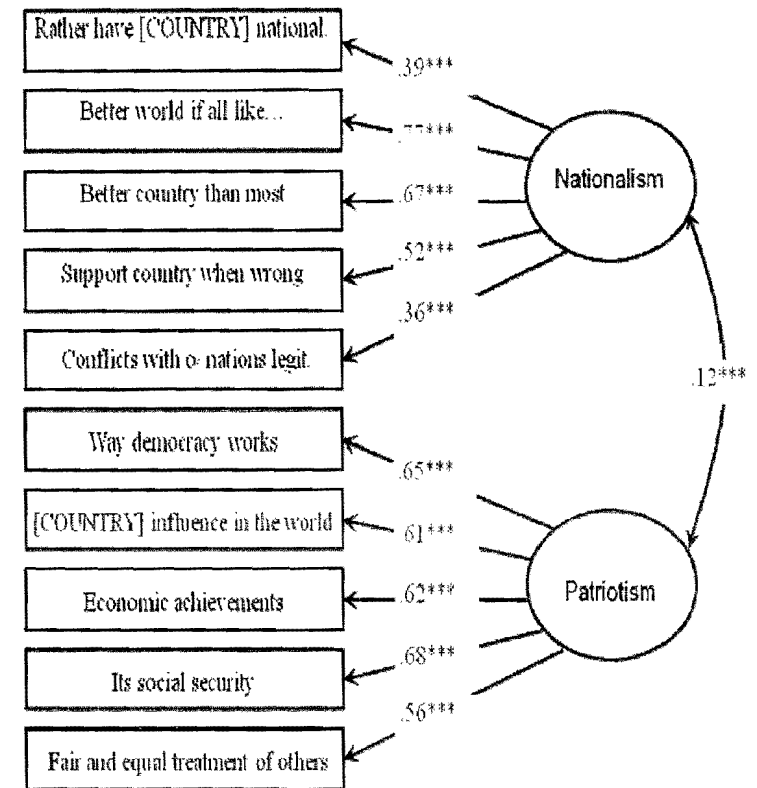 Rather have [COUNTRY] national.
.39***
Better world if all like…
.77***
Better country than most
.67***
Support country when wrong
.52***
Conflicts with o nations legit.
.36***
Nationalism
.12***
Way democracy works
.65***
[COUNTRY] influence in the world
.61***
Economic achievements
.62***
Its social security
.68***
Fair and equal treatment of others
.56***
Patriotism